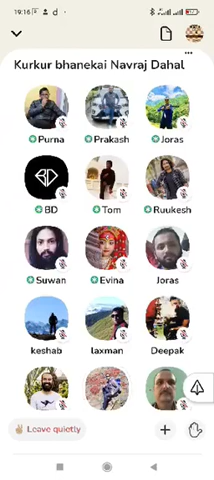 19:16
Kurkur bhanekai Navraj Dahal
Purna Prakash Joras
BD
BD Tom Ruukesh
Suwan Evina Joras
keshab laxman Deepak
Leave quietly